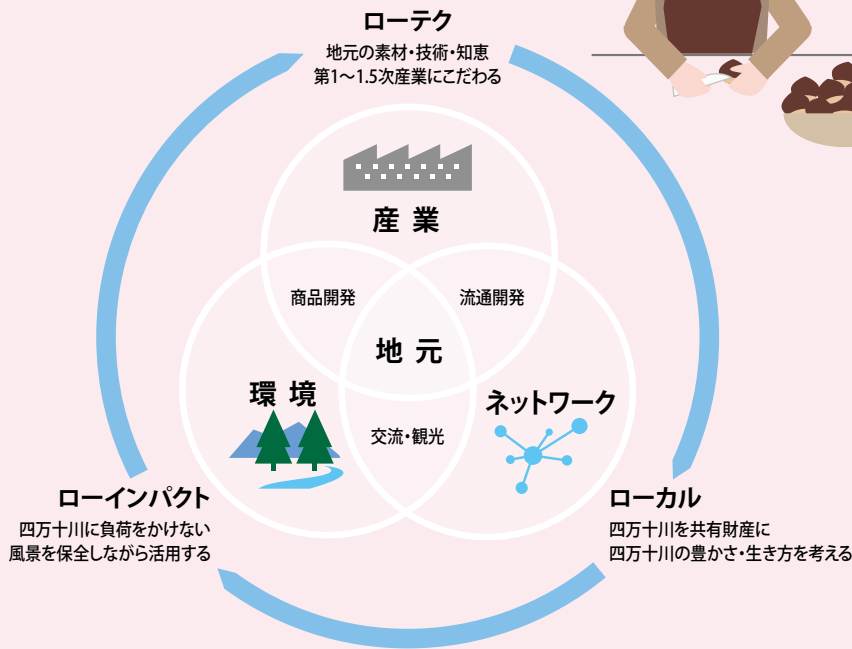 ローテク
地元の素材・技術・知恵
第1〜1.5次産業にこだわる
産業
商品開発
流通開発
地元
環境
ネットワーク
交流・観光
ローインパクト
四万十川に負荷をかけない
風景を保全しながら活用する
ローカル
四万十川を共有財産に
四万十川の豊かさ・生き方を考える